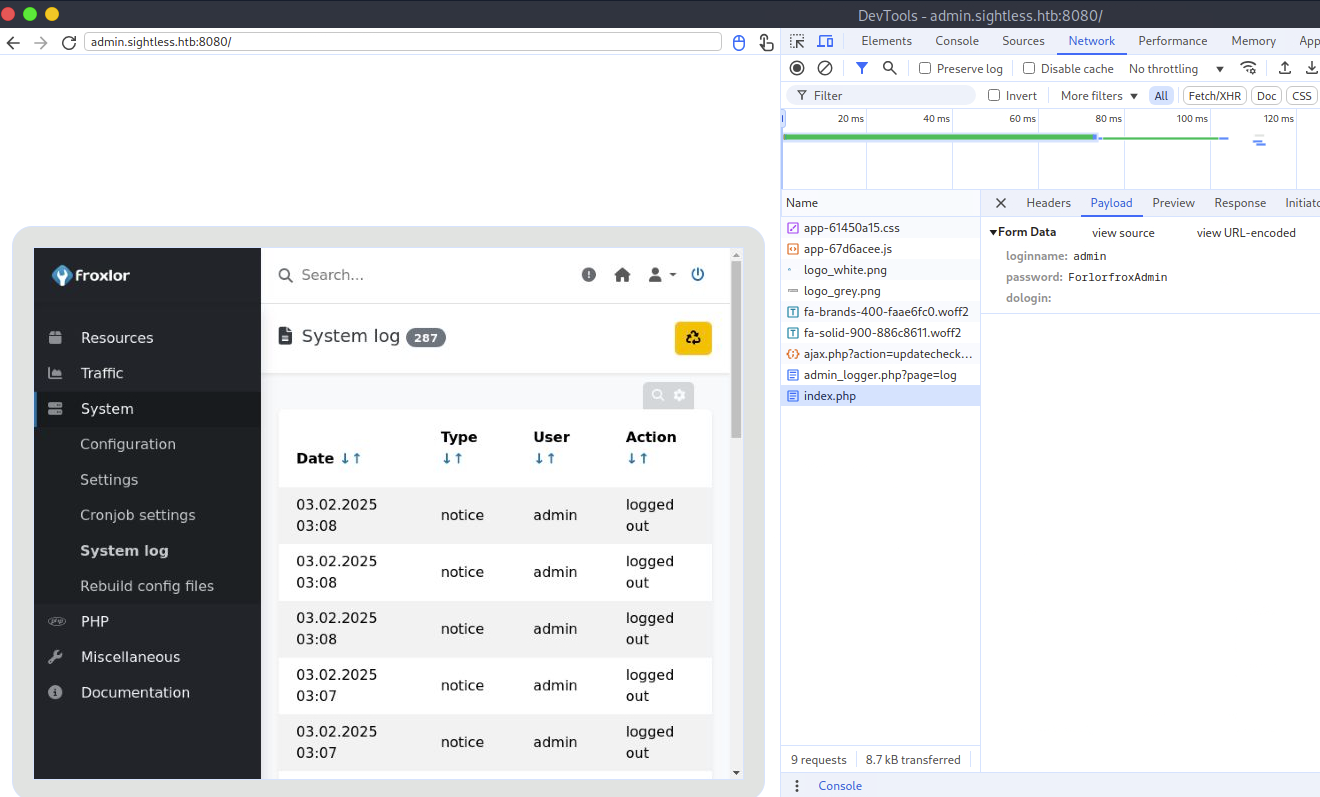 DevTools - admin.sightless.htb:8080/
admin.sightless.htb:8080/
froxlor
Resources
Traffic
System
Configuration
Settings
Cronjob settings
System log
Rebuild config files
PHP
Miscellaneous
Documentation
Search...
System log 287
Date Type User Action
03.02.2025 03:08 notice admin logged out
03.02.2025 03:08 notice admin logged out
03.02.2025 03:08 notice admin logged out
03.02.2025 03:07 notice admin logged out
03.02.2025 03:07 notice admin logged out
Elements Console Sources Network Performance Memory App
Preserve log Disable cache No throttling
Filter Invert More filters All Fetch/XHR Doc CSS
20 ms 40 ms 60 ms 80 ms 100 ms 120 ms
Name
app-61450a15.css
app-67d6acee.js
logo_white.png
logo_grey.png
fa-brands-400-faae6fc0.woff2
fa-solid-900-886c8611.woff2
ajax.php?action=updatecheck...
admin_logger.php?page=log
index.php
9 requests 8.7 kB transferred
Headers Payload Preview Response Initiato
Form Data view source view URL-encoded
loginname: admin
password: ForlorfroxAdmin
dologin:
Console